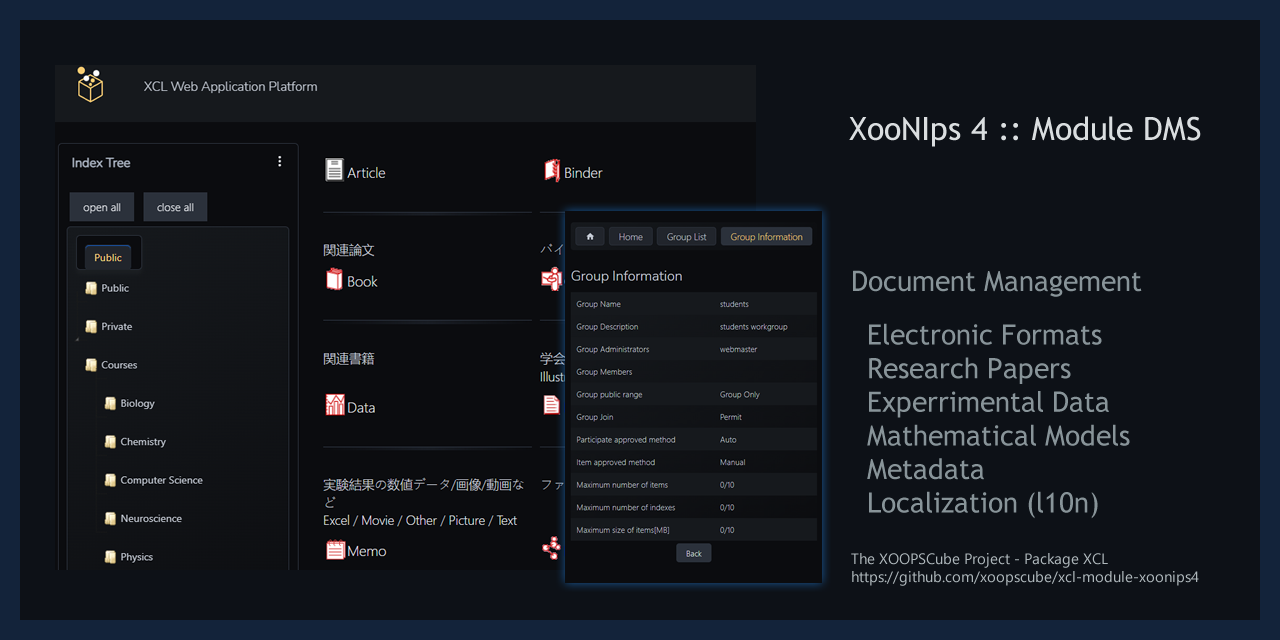 XCL Web Application Platform
Index Tree
open all
close all
Public
Public
Private
Courses
Biology
Chemistry
Computer Science
Neuroscience
Physics
Article
Binder
関連論文
Book
関連書籍
学会
Illust
Data
実験結果の数値データ/画像/動画な
ど
Excel / Movie / Other / Picture / Text
ファ
Memo
バイ
Home
Group List
Group Information
Group Information
Group Name students
Group Description students workgroup
Group Administrators webmaster
Group Members
Group public range Group Only
Group Join Permit
Participate approved method Auto
Item approved method Manual
Maximum number of items 0/10
Maximum number of indexes 0/10
Maximum size of items[MB] 0/10
Back
XooNIps 4 :: Module DMS
Document Management
Electronic Formats
Research Papers
Experrimental Data
Mathematical Models
Metadata
Localization (l10n)
The XOOPSCube Project - Package XCL
https://github.com/xoopscube/xcl-module-xoonips4